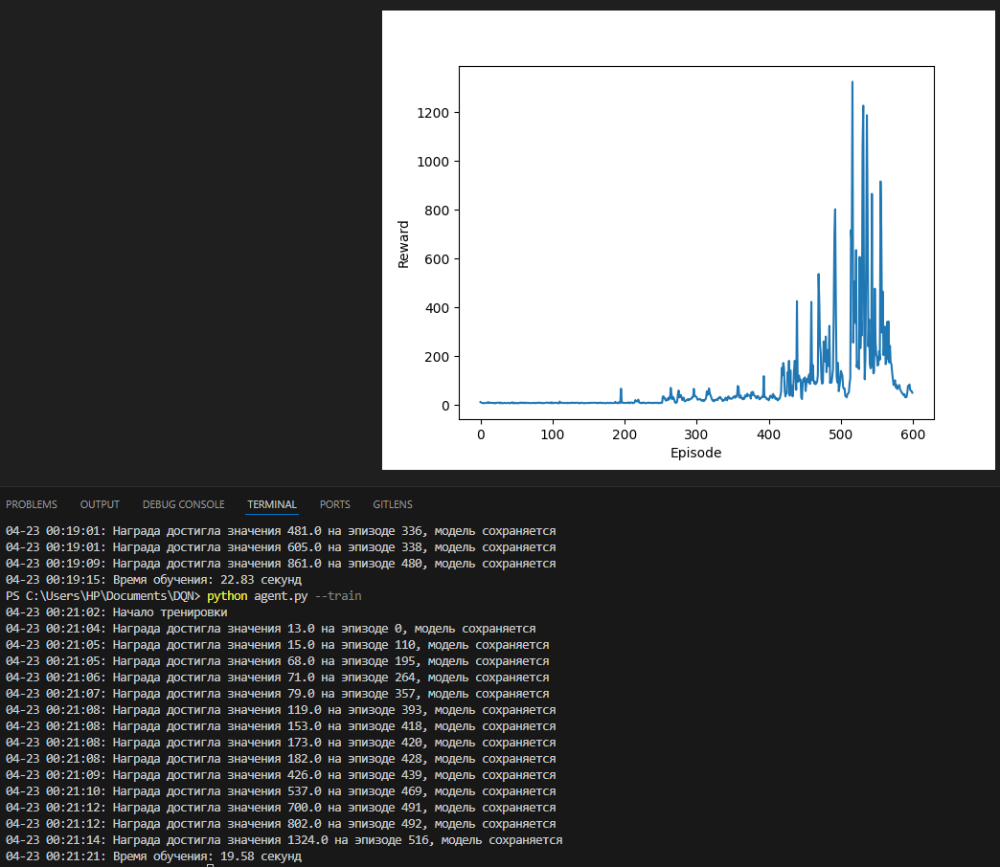 1200
1000
800
600
400
200
0
Reward
0 100 200 300 400 500 600
Episode
PROBLEMS OUTPUT DEBUG CONSOLE TERMINAL PORTS GITLENS
04-23 00:19:01: Награда достигла значения 481.0 на эпизоде 336, модель сохраняется
04-23 00:19:01: Награда достигла значения 605.0 на эпизоде 338, модель сохраняется
04-23 00:19:09: Награда достигла значения 861.0 на эпизоде 480, модель сохраняется
04-23 00:19:15: Время обучения: 22.83 секунд
PS C:\Users\HP\Documents\DQN> python agent.py --train
04-23 00:21:02: Начало тренировки
04-23 00:21:04: Награда достигла значения 13.0 на эпизоде 0, модель сохраняется
04-23 00:21:05: Награда достигла значения 15.0 на эпизоде 110, модель сохраняется
04-23 00:21:05: Награда достигла значения 68.0 на эпизоде 195, модель сохраняется
04-23 00:21:06: Награда достигла значения 71.0 на эпизоде 264, модель сохраняется
04-23 00:21:07: Награда достигла значения 79.0 на эпизоде 357, модель сохраняется
04-23 00:21:08: Награда достигла значения 119.0 на эпизоде 393, модель сохраняется
04-23 00:21:08: Награда достигла значения 153.0 на эпизоде 418, модель сохраняется
04-23 00:21:08: Награда достигла значения 173.0 на эпизоде 420, модель сохраняется
04-23 00:21:08: Награда достигла значения 182.0 на эпизоде 428, модель сохраняется
04-23 00:21:09: Награда достигла значения 426.0 на эпизоде 439, модель сохраняется
04-23 00:21:10: Награда достигла значения 537.0 на эпизоде 469, модель сохраняется
04-23 00:21:12: Награда достигла значения 700.0 на эпизоде 491, модель сохраняется
04-23 00:21:12: Награда достигла значения 802.0 на эпизоде 492, модель сохраняется
04-23 00:21:14: Награда достигла значения 1324.0 на эпизоде 516, модель сохраняется
04-23 00:21:21: Время обучения: 19.58 секунд